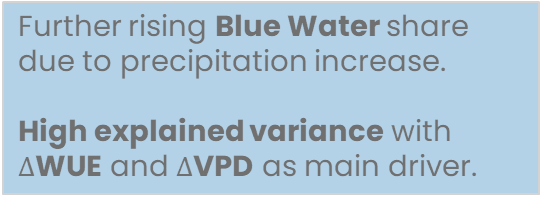 Further rising Blue Water share
due to precipitation increase.
High explained variance with
ΔWUE and ΔVPD as main driver.